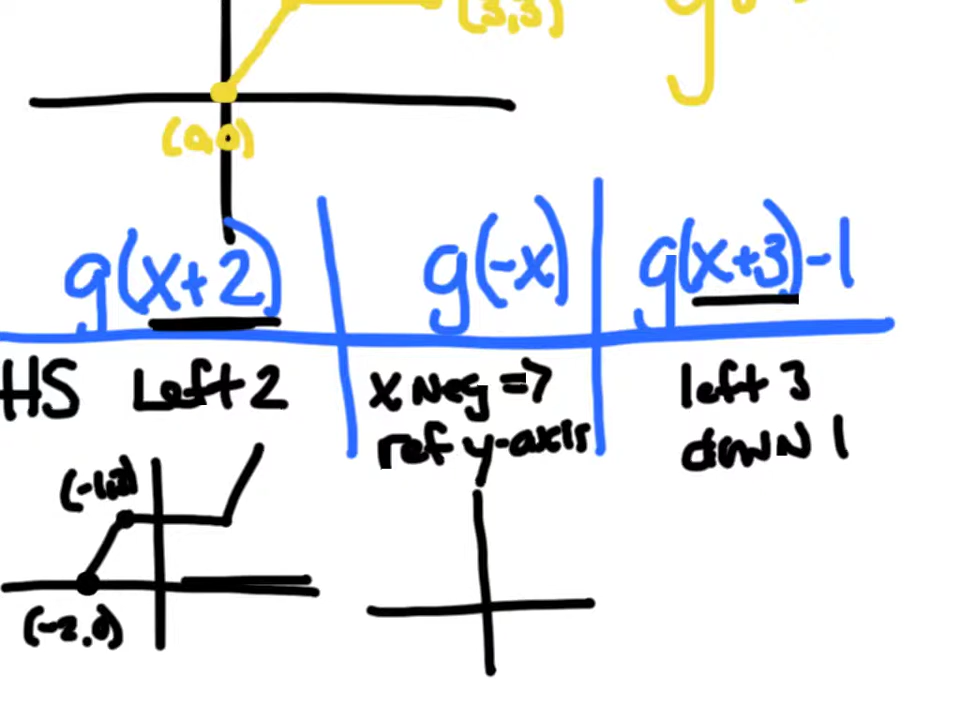 (3,3)
(0,0)
g(x+2) g(-x) g(x+3)-1
HS Left 2 x Neg => left 3
ref y-axis down 1
(-2,0)